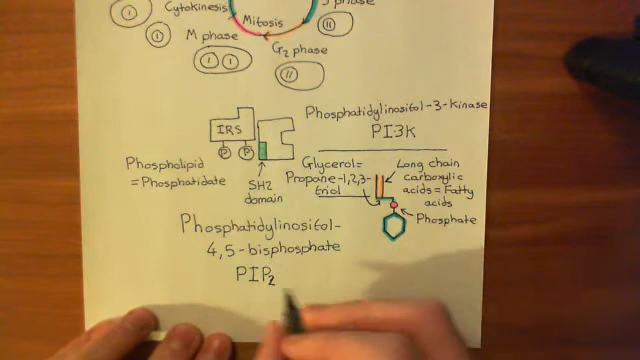 Cytokinesis
S phase
Mitosis
M phase
G2 phase
Phosphatidylinositol-3-kinase
PI3K
IRS
P P
Phospholipid
= Phosphatidate
SH2
domain
Glycerol=
Propane-1,2,3-
triol
Long chain
carboxylic
acids = Fatty
acids
Phosphate
Phosphatidylinositol-
4,5-bisphosphate
PIP2